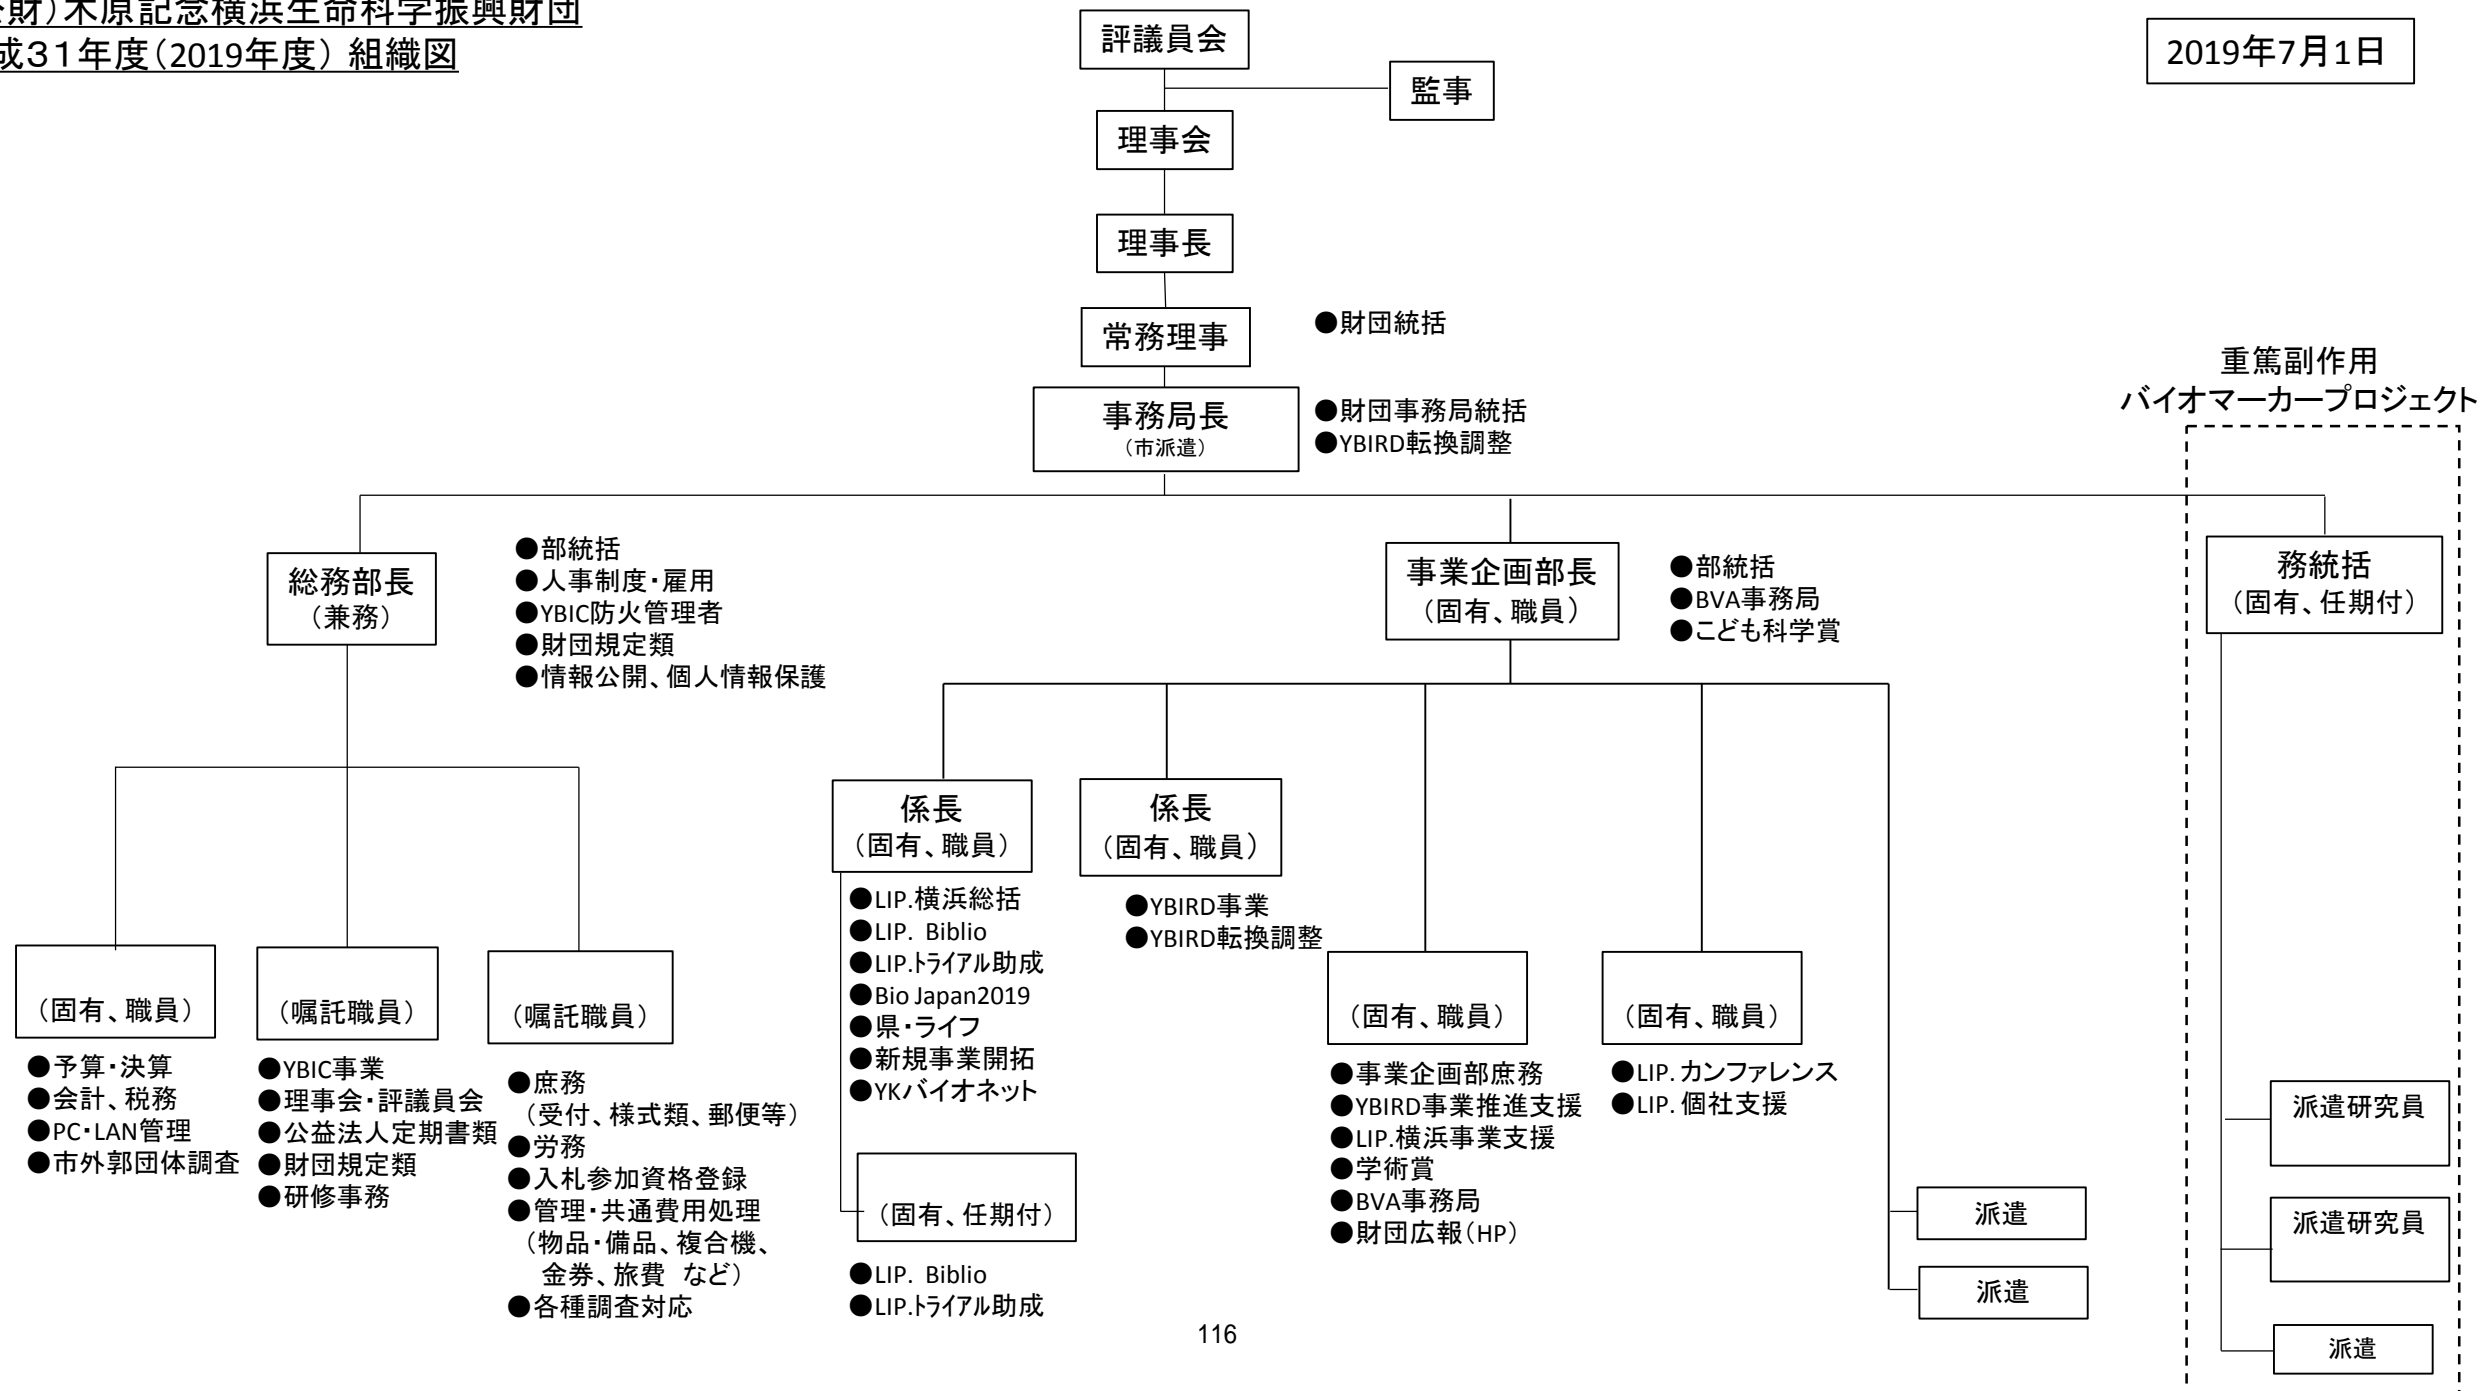 財）木原記念横浜生命科学振興財団
成３１年度（2019年度） 組織図
2019年7月1日
評議員会
監事
理事会
理事長
常務理事
●財団統括
事務局長
（市派遣）
●財団事務局統括
●YBIRD転換調整
重篤副作用
バイオマーカープロジェクト
総務部長
（兼務）
●部統括
●人事制度・雇用
●YBIC防火管理者
●財団規定類
●情報公開、個人情報保護
事業企画部長
（固有、職員）
●部統括
●BVA事務局
●こども科学賞
務統括
（固有、任期付）
（固有、職員）
●予算・決算
●会計、税務
●PC・LAN管理
●市外郭団体調査
（嘱託職員）
●YBIC事業
●理事会・評議員会
●公益法人定期書類
●財団規定類
●研修事務
（嘱託職員）
●庶務
（受付、様式類、郵便等）
●労務
●入札参加資格登録
●管理・共通費用処理
（物品・備品、複合機、
金券、旅費 など）
●各種調査対応
係長
（固有、職員）
●LIP.横浜総括
●LIP. Biblio
●LIP.ﾄﾗｲｱﾙ助成
●Bio Japan2019
●県・ライフ
●新規事業開拓
●YKバイオネット
（固有、任期付）
●LIP. Biblio
●LIP.ﾄﾗｲｱﾙ助成
係長
（固有、職員）
●YBIRD事業
●YBIRD転換調整
（固有、職員）
●事業企画部庶務
●YBIRD事業推進支援
●LIP.横浜事業支援
●学術賞
●BVA事務局
●財団広報（HP）
（固有、職員）
●LIP. カンファレンス
●LIP. 個社支援
派遣
派遣
派遣研究員
派遣研究員
派遣
116